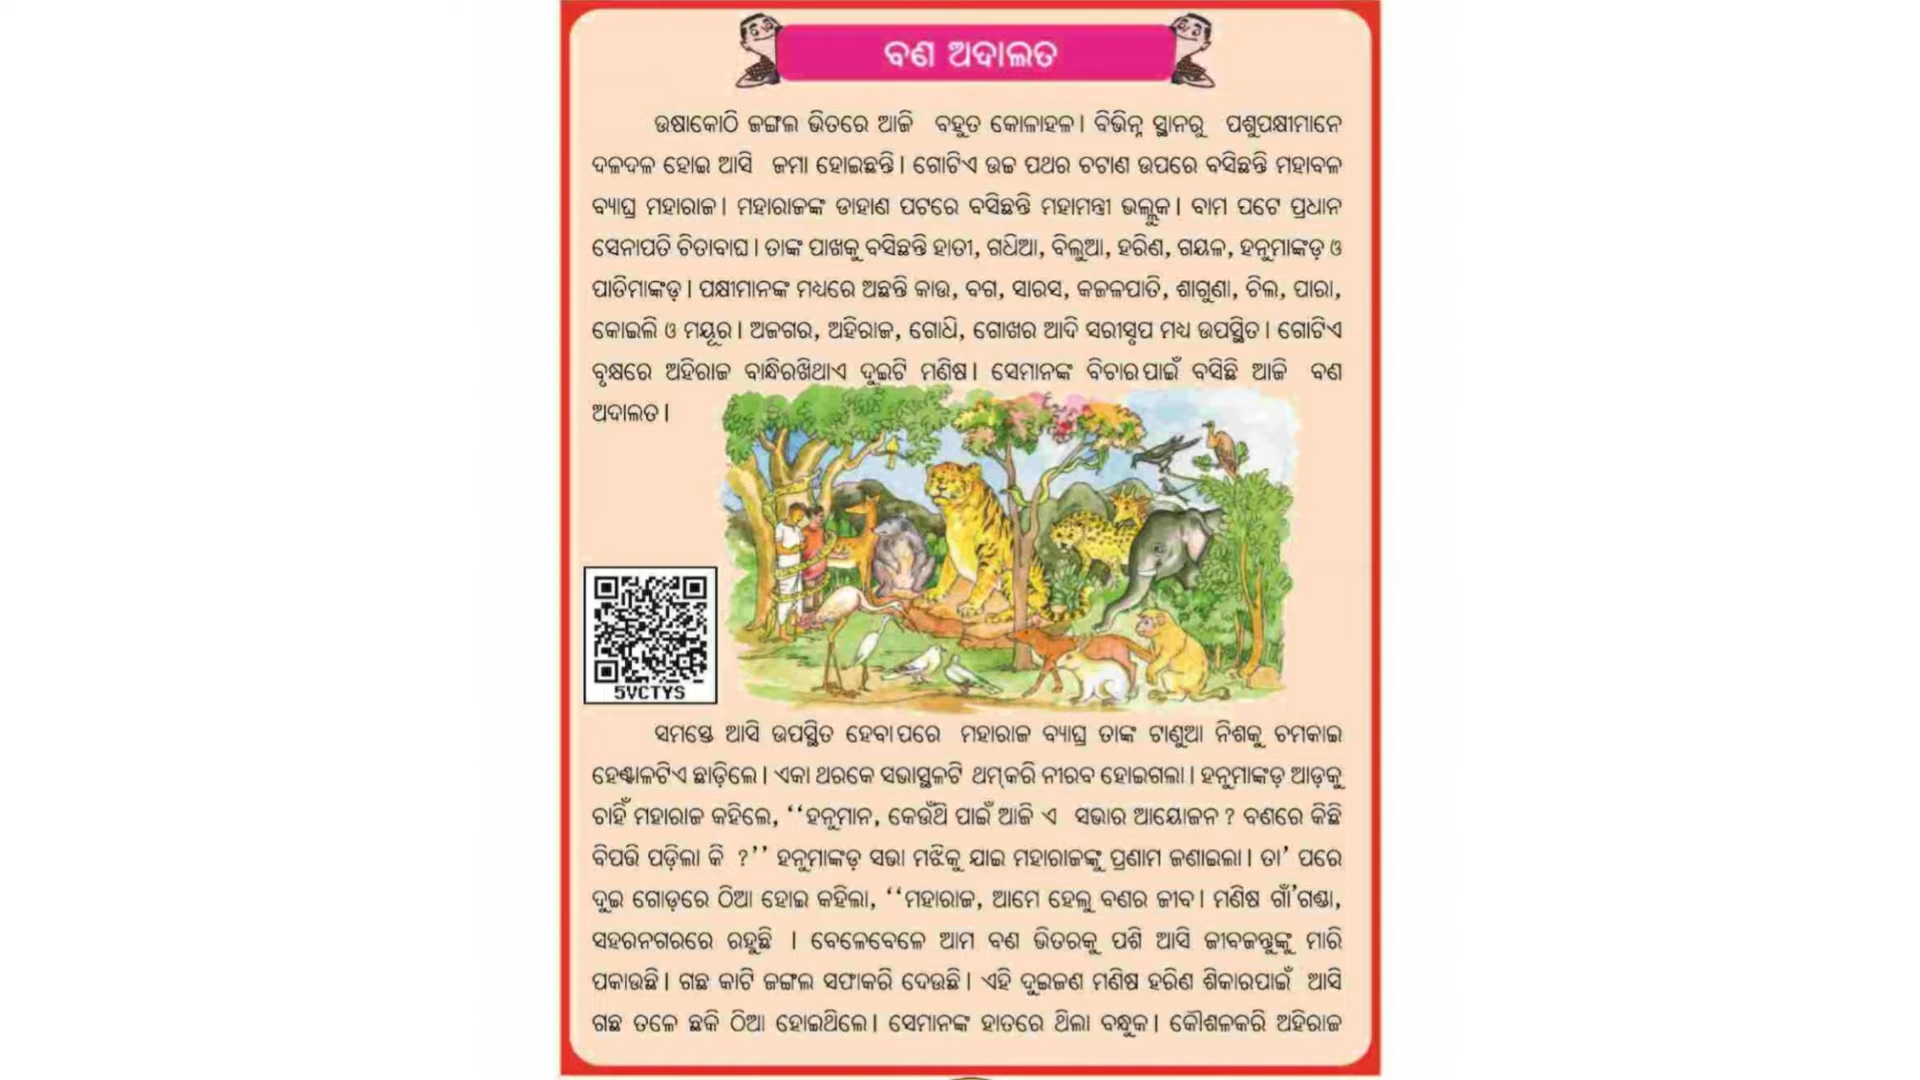 ବଣ ଅଦାଲତ
ଉଷାକୋଠି ଜଙ୍ଗଲ ଭିତରେ ଆଜି ବହୁତ କୋଳାହଳ। ବିଭିନ୍ନ ସ୍ଥାନରୁ ପଶୁପକ୍ଷୀମାନେ
ଦଳଦଳ ହୋଇ ଆସି ଜମା ହୋଇଛନ୍ତି। ଗୋଟିଏ ଉଚ୍ଚ ପଥର ଚଟାଣ ଉପରେ ବସିଛନ୍ତି ମହାବଳ
ବ୍ୟାଘ୍ର ମହାରାଜ। ମହାରାଜଙ୍କ ଡାହାଣ ପଟରେ ବସିଛନ୍ତି ମହାମନ୍ତ୍ରୀ ଭଲ୍ଲୁକ। ବାମ ପଟେ ପ୍ରଧାନ
ସେନାପତି ଚିତାବାଘ। ତାଙ୍କ ପାଖକୁ ବସିଛନ୍ତି ହାତୀ, ଗଧିଆ, ବିଲୁଆ, ହରିଣ, ଗୟଳ, ହନୁମାଙ୍କଡ଼ ଓ
ପାତିମାଙ୍କଡ଼। ପକ୍ଷୀମାନଙ୍କ ମଧ୍ୟରେ ଅଛନ୍ତି କାଉ, ବଗ, ସାରସ, କଜଳପାତି, ଶାଗୁଣା, ଚିଲ, ପାରା,
କୋଇଲି ଓ ମୟୂର। ଅଜଗର, ଅହିରାଜ, ଗୋଧି, ଗୋଖର ଆଦି ସରୀସୃପ ମଧ୍ୟ ଉପସ୍ଥିତ। ଗୋଟିଏ
ବୃକ୍ଷରେ ଅହିରାଜ ବାନ୍ଧିରଖିଥାଏ ଦୁଇଟି ମଣିଷ। ସେମାନଙ୍କ ବିଚାର ପାଇଁ ବସିଛି ଆଜି ବଣ
ଅଦାଲତ।
5VCTYS
ସମସ୍ତେ ଆସି ଉପସ୍ଥିତ ହେବା ପରେ ମହାରାଜ ବ୍ୟାଘ୍ର ତାଙ୍କ ଟାଣୁଆ ନିଶକୁ ଚମକାଇ
ହେଣ୍ଟାଳଟିଏ ଛାଡ଼ିଲେ। ଏକା ଥରକେ ସଭାସ୍ଥଳଟି ଥମ୍‌କରି ନୀରବ ହୋଇଗଲା। ହନୁମାଙ୍କଡ଼ ଆଡ଼କୁ
ଚାହିଁ ମହାରାଜ କହିଲେ, ‘‘ହନୁମାନ, କେଉଁଥି ପାଇଁ ଆଜି ଏ ସଭାର ଆୟୋଜନ ? ବଣରେ କିଛି
ବିପତ୍ତି ପଡ଼ିଲା କି ?’’ ହନୁମାଙ୍କଡ଼ ସଭା ମଝିକୁ ଯାଇ ମହାରାଜଙ୍କୁ ପ୍ରଣାମ ଜଣାଇଲା। ତା’ ପରେ
ଦୁଇ ଗୋଡ଼ରେ ଠିଆ ହୋଇ କହିଲା, ‘‘ମହାରାଜ, ଆମେ ହେଲୁ ବଣର ଜୀବ। ମଣିଷ ଗାଁ’ଗଣ୍ଡା,
ସହରନଗରରେ ରହୁଛି । ବେଳେବେଳେ ଆମ ବଣ ଭିତରକୁ ପଶି ଆସି ଜୀବଜନ୍ତୁଙ୍କୁ ମାରି
ପକାଉଛି। ଗଛ କାଟି ଜଙ୍ଗଲ ସଫାକରି ଦେଉଛି। ଏହି ଦୁଇଜଣ ମଣିଷ ହରିଣ ଶିକାରପାଇଁ ଆସି
ଗଛ ତଳେ ଛକି ଠିଆ ହୋଇଥିଲେ। ସେମାନଙ୍କ ହାତରେ ଥିଲା ବନ୍ଧୁକ। କୌଶଳକରି ଅହିରାଜ